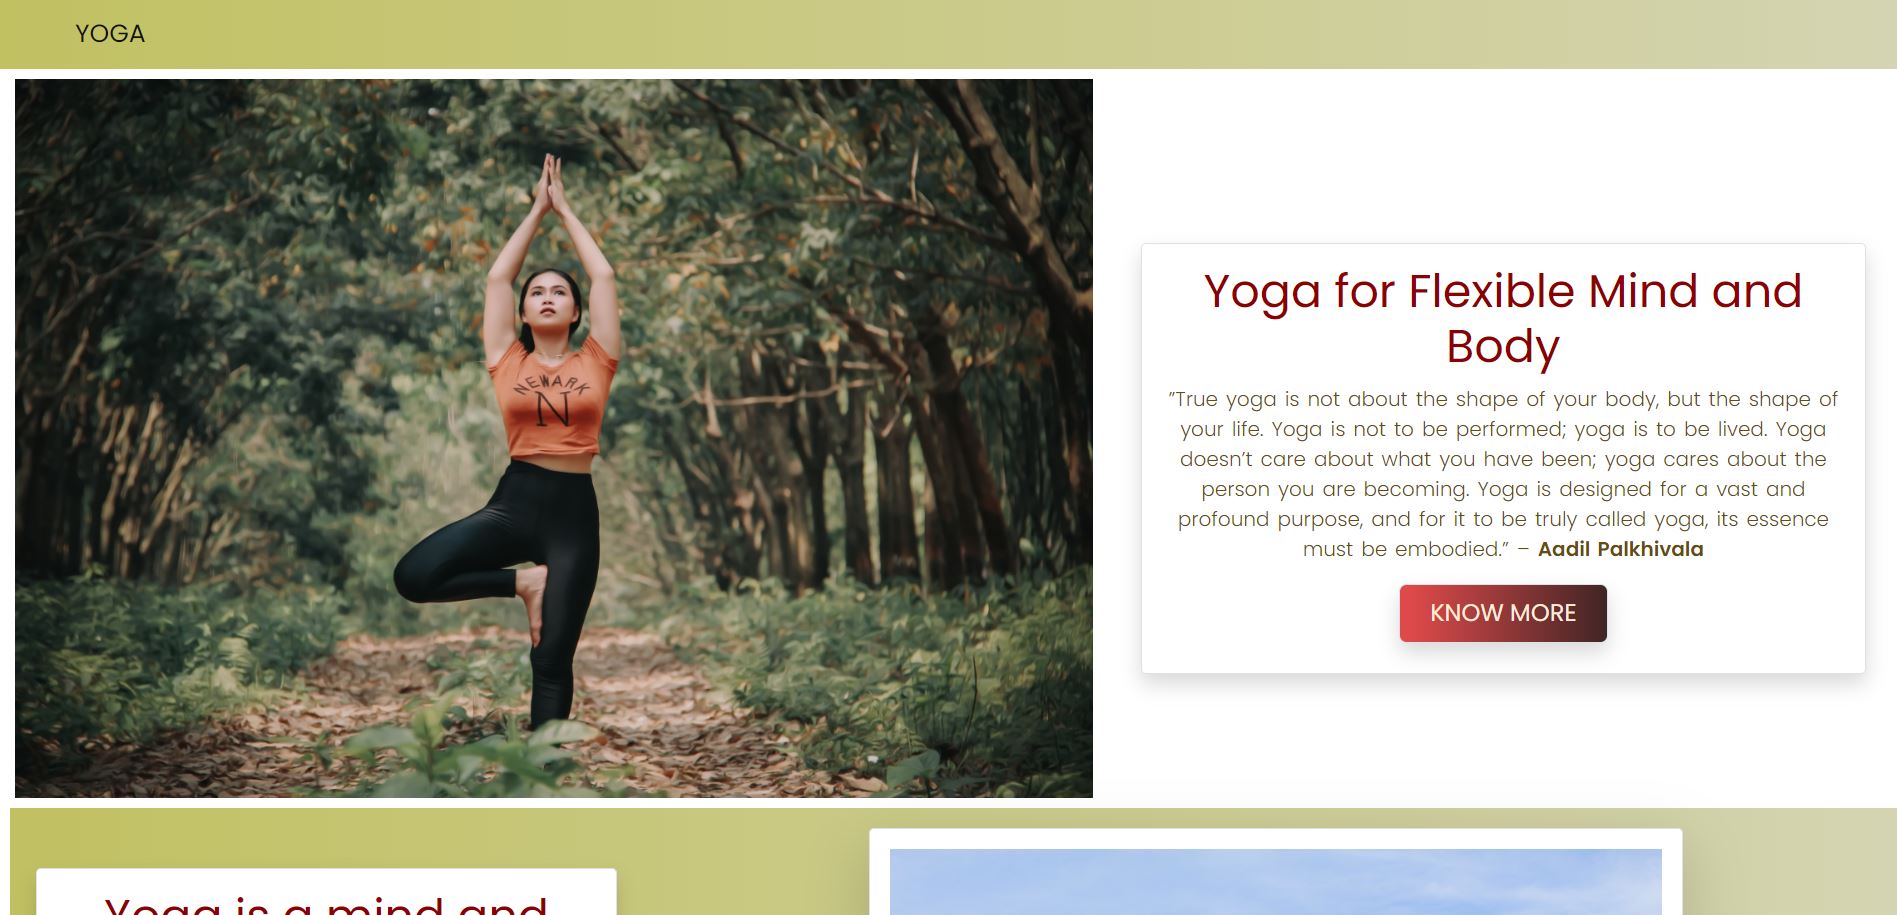 YOGA
NEWARK
N
Yoga for Flexible Mind and
Body
”True yoga is not about the shape of your body, but the shape of
your life. Yoga is not to be performed; yoga is to be lived. Yoga
doesn’t care about what you have been; yoga cares about the
person you are becoming. Yoga is designed for a vast and
profound purpose, and for it to be truly called yoga, its essence
must be embodied.” – Aadil Palkhivala
KNOW MORE
Yoga is a mind and